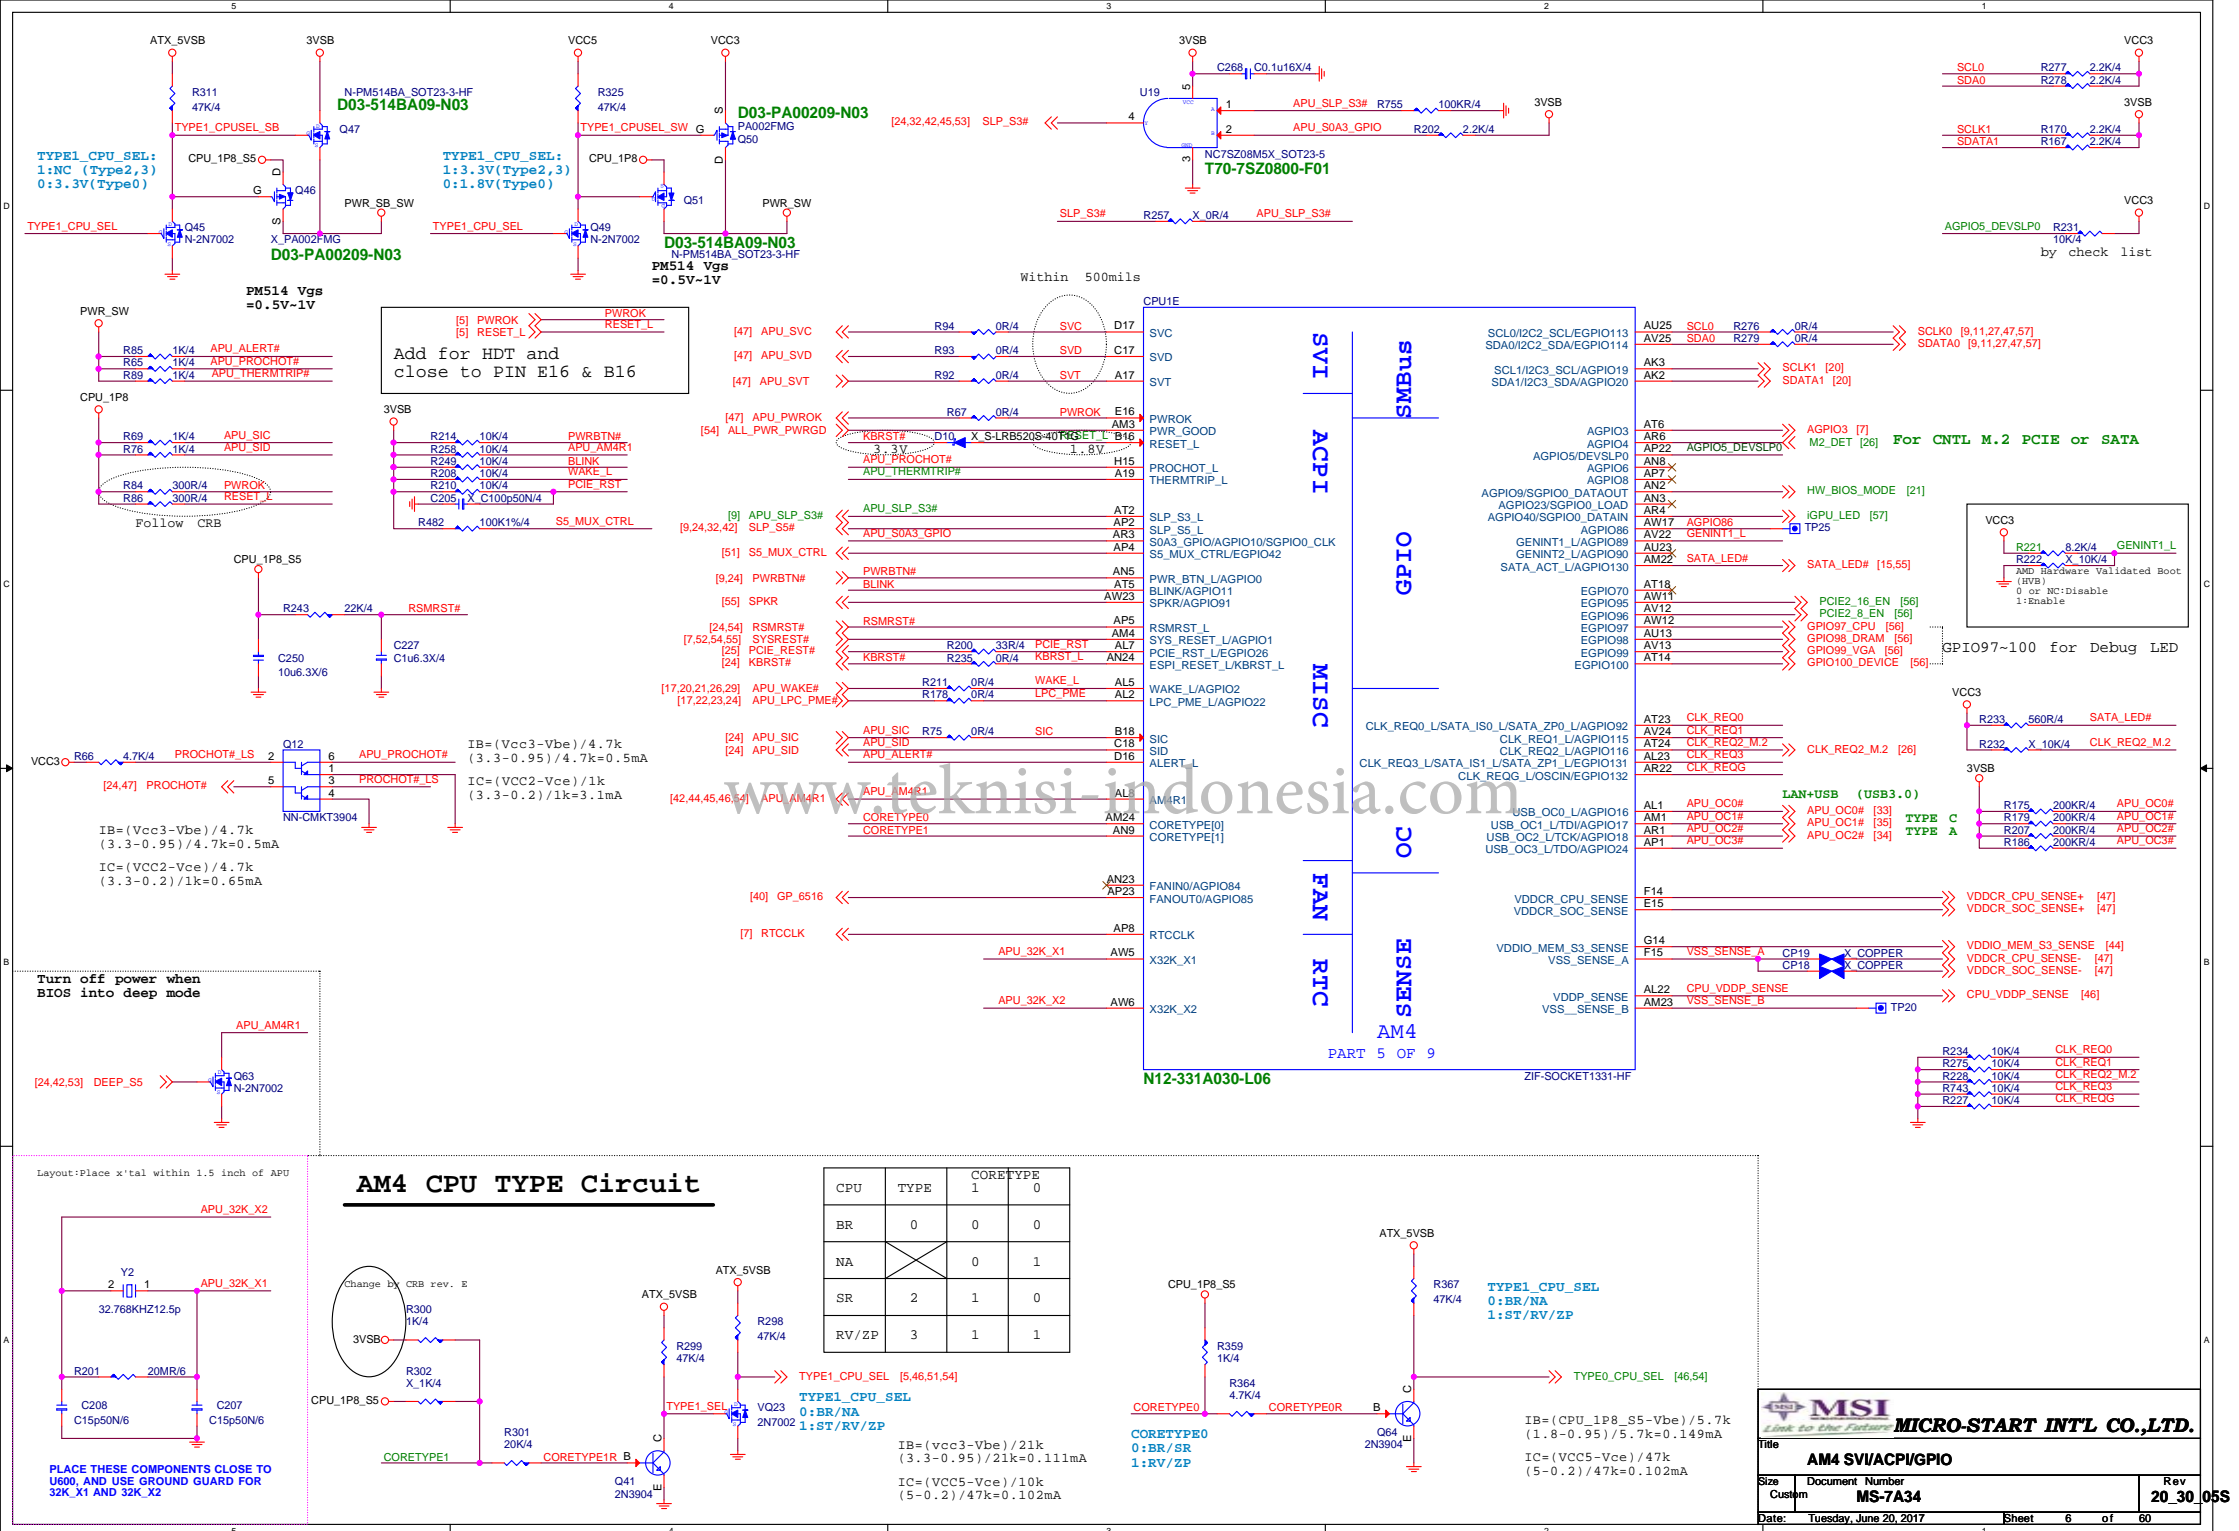 5 4 3 2 1
ATX_5VSB
3VSB
R311
47K/4
N-PM514BA_SOT23-3-HF
D03-514BA09-N03
TYPE1_CPUSEL_SB
Q47
TYPE1_CPU_SEL:
1:NC (Type2,3)
0:3.3V(Type0)
CPU_1P8_S5
D
G
Q46
S
PWR_SB_SW
TYPE1_CPU_SEL
Q45
N-2N7002
X_PA002FMG
D03-PA00209-N03
PM514 Vgs
=0.5V~1V
VCC5
VCC3
R325
47K/4
S
D03-PA00209-N03
PA002FMG
TYPE1_CPUSEL_SW
G
Q50
D
TYPE1_CPU_SEL:
1:3.3V(Type2,3)
0:1.8V(Type0)
CPU_1P8
Q51
PWR_SW
TYPE1_CPU_SEL
Q49
N-2N7002
D03-514BA09-N03
N-PM514BA_SOT23-3-HF
PM514 Vgs
=0.5V~1V
3VSB
C268 C0.1u16X/4
U19
5
VCC
[24,32,42,45,53] SLP_S3#
4
1 APU_SLP_S3# R755 100KR/4
2 APU_S0A3_GPIO R202 2.2K/4
3VSB
GND
3
NC7SZ08M5X_SOT23-5
T70-7SZ0800-F01
SLP_S3# R257 X_0R/4 APU_SLP_S3#
VCC3
SCL0 R277 2.2K/4
SDA0 R278 2.2K/4
3VSB
SCLK1 R170 2.2K/4
SDATA1 R167 2.2K/4
VCC3
AGPIO5_DEVSLP0 R231
10K/4
by check list
PWR_SW
R85 1K/4 APU_ALERT#
R65 1K/4 APU_PROCHOT#
R89 1K/4 APU_THERMTRIP#
[5] PWROK PWROK
[5] RESET_L RESET_L
Add for HDT and
close to PIN E16 & B16
CPU_1P8
R69 1K/4 APU_SIC
R76 1K/4 APU_SID
R84 300R/4 PWROK
R86 300R/4 RESET_L
Follow CRB
3VSB
R214 10K/4 PWRBTN#
R258 10K/4 APU_AM4R1
R249 10K/4 BLINK
R208 10K/4 WAKE_L
R210 10K/4 PCIE_RST
C205 X_C100p50N/4
R482 100K1%/4 S5_MUX_CTRL
CPU_1P8_S5
R243 22K/4 RSMRST#
C250
10u6.3X/6
C227
C1u6.3X/4
VCC3 R66 4.7K/4 PROCHOT#_LS 2
Q12
6 APU_PROCHOT#
1
[24,47] PROCHOT# 5
3 PROCHOT#_LS
4
NN-CMKT3904
IB=(Vcc3-Vbe)/4.7k
(3.3-0.95)/4.7k=0.5mA
IC=(VCC2-Vce)/1k
(3.3-0.2)/1k=3.1mA
IB=(Vcc3-Vbe)/4.7k
(3.3-0.95)/4.7k=0.5mA
IC=(VCC2-Vce)/4.7k
(3.3-0.2)/1k=0.65mA
Within 500mils
CPU1E
[47] APU_SVC R94 0R/4 SVC D17 SVC
[47] APU_SVD R93 0R/4 SVD C17 SVD
[47] APU_SVT R92 0R/4 SVT A17 SVT
[47] APU_PWROK R67 0R/4 PWROK E16 PWROK
[54] ALL_PWR_PWRGD AM3 PWR_GOOD
KBRST# D10 X_S-LRB520S-40T1G RESET_L B16 RESET_L
3.3V 1.8V
APU_PROCHOT# H15 PROCHOT_L
APU_THERMTRIP# A19 THERMTRIP_L
[9] APU_SLP_S3# APU_SLP_S3# AT2 SLP_S3_L
[9,24,32,42] SLP_S5# AP2 SLP_S5_L
APU_S0A3_GPIO AR3 S0A3_GPIO/AGPIO10/SGPIO0_CLK
[51] S5_MUX_CTRL AP4 S5_MUX_CTRL/EGPIO42
[9,24] PWRBTN# PWRBTN# AN5 PWR_BTN_L/AGPIO0
BLINK AT5 BLINK/AGPIO11
[55] SPKR AW23 SPKR/AGPIO91
[24,54] RSMRST# RSMRST# AP5 RSMRST_L
[7,52,54,55] SYSREST# AM4 SYS_RESET_L/AGPIO1
[25] PCIE_REST# R200 33R/4 PCIE_RST AL7 PCIE_RST_L/EGPIO26
[24] KBRST# KBRST# R235 0R/4 KBRST_L AN24 ESPI_RESET_L/KBRST_L
[17,20,21,26,29] APU_WAKE# R211 0R/4 WAKE_L AL5 WAKE_L/AGPIO2
[17,22,23,24] APU_LPC_PME# R178 0R/4 LPC_PME AL2 LPC_PME_L/AGPIO22
[24] APU_SIC APU_SIC R75 0R/4 SIC B18 SIC
[24] APU_SID APU_SID C18 SID
APU_ALERT# D16 ALERT_L
[42,44,45,46,54] APU_AM4R1 APU_AM4R1 AL8 AM4R1
CORETYPE0 AM24 CORETYPE[0]
CORETYPE1 AN9 CORETYPE[1]
AN23 FANIN0/AGPIO84
[40] GP_6516 AP23 FANOUT0/AGPIO85
[7] RTCCLK AP8 RTCCLK
APU_32K_X1 AW5 X32K_X1
APU_32K_X2 AW6 X32K_X2
SVI
ACPI
MISC
FAN
RTC
SMBus
GPIO
OC
SENSE
AM4
PART 5 OF 9
N12-331A030-L06
ZIF-SOCKET1331-HF
SCL0/I2C2_SCL/EGPIO113 AU25 SCL0 R276 0R/4 SCLK0 [9,11,27,47,57]
SDA0/I2C2_SDA/EGPIO114 AV25 SDA0 R279 0R/4 SDATA0 [9,11,27,47,57]
SCL1/I2C3_SCL/AGPIO19 AK3 SCLK1 [20]
SDA1/I2C3_SDA/AGPIO20 AK2 SDATA1 [20]
AGPIO3 AT6 AGPIO3 [7]
AGPIO4 AR6 M2_DET [26] For CNTL M.2 PCIE or SATA
AGPIO5/DEVSLP0 AP22 AGPIO5_DEVSLP0
AGPIO6 AN8
AGPIO8 AP7
AGPIO9/SGPIO0_DATAOUT AN2 HW_BIOS_MODE [21]
AGPIO23/SGPIO0_LOAD AN3
AGPIO40/SGPIO0_DATAIN AR4 iGPU_LED [57]
AGPIO86 AW17 AGPIO86 TP25
GENINT1_L/AGPIO89 AV22 GENINT1_L
GENINT2_L/AGPIO90 AU23
SATA_ACT_L/AGPIO130 AM22 SATA_LED# SATA_LED# [15,55]
EGPIO70 AT18
EGPIO95 AW11 PCIE2_16_EN [56]
EGPIO96 AV12 PCIE2_8_EN [56]
EGPIO97 AW12 GPIO97_CPU [56]
EGPIO98 AU13 GPIO98_DRAM [56]
EGPIO99 AV13 GPIO99_VGA [56]
EGPIO100 AT14 GPIO100_DEVICE [56]
GPIO97~100 for Debug LED
VCC3
R221 8.2K/4 GENINT1_L
R222 X_10K/4
AMD Hardware Validated Boot
(HVB)
0 or NC:Disable
1:Enable
CLK_REQ0_L/SATA_IS0_L/SATA_ZP0_L/AGPIO92 AT23 CLK_REQ0
CLK_REQ1_L/AGPIO115 AV24 CLK_REQ1
CLK_REQ2_L/AGPIO116 AT24 CLK_REQ2_M.2 CLK_REQ2_M.2 [26]
CLK_REQ3_L/SATA_IS1_L/SATA_ZP1_L/EGPIO131 AL23 CLK_REQ3
CLK_REQG_L/OSCIN/EGPIO132 AR22 CLK_REQG
VCC3
R233 560R/4 SATA_LED#
R232 X_10K/4 CLK_REQ2_M.2
3VSB
LAN+USB (USB3.0)
USB_OC0_L/AGPIO16 AL1 APU_OC0# APU_OC0# [33]
USB_OC1_L/TDI/AGPIO17 AM1 APU_OC1# APU_OC1# [35] TYPE C
USB_OC2_L/TCK/AGPIO18 AR1 APU_OC2# APU_OC2# [34] TYPE A
USB_OC3_L/TDO/AGPIO24 AP1 APU_OC3#
R175 200KR/4 APU_OC0#
R179 200KR/4 APU_OC1#
R207 200KR/4 APU_OC2#
R186 200KR/4 APU_OC3#
VDDCR_CPU_SENSE F14 VDDCR_CPU_SENSE+ [47]
VDDCR_SOC_SENSE E15 VDDCR_SOC_SENSE+ [47]
VDDIO_MEM_S3_SENSE G14 VDDIO_MEM_S3_SENSE [44]
VSS_SENSE_A F15 VSS_SENSE_A CP19 X_COPPER VDDCR_CPU_SENSE- [47]
CP18 X_COPPER VDDCR_SOC_SENSE- [47]
VDDP_SENSE AL22 CPU_VDDP_SENSE CPU_VDDP_SENSE [46]
VSS__SENSE_B AM23 VSS_SENSE_B TP20
R234 10K/4 CLK_REQ0
R275 10K/4 CLK_REQ1
R228 10K/4 CLK_REQ2_M.2
R743 10K/4 CLK_REQ3
R227 10K/4 CLK_REQG
www.teknisi-indonesia.com
Turn off power when
BIOS into deep mode
APU_AM4R1
[24,42,53] DEEP_S5
Q63
N-2N7002
Layout:Place x'tal within 1.5 inch of APU
APU_32K_X2
Y2
2 1 APU_32K_X1
32.768KHZ12.5p
R201 20MR/6
C208
C15p50N/6
C207
C15p50N/6
PLACE THESE COMPONENTS CLOSE TO
U600, AND USE GROUND GUARD FOR
32K_X1 AND 32K_X2
AM4 CPU TYPE Circuit
CORETYPE
CPU TYPE 1 0
BR 0 0 0
NA 0 1
SR 2 1 0
RV/ZP 3 1 1
Change by CRB rev. E
R300
1K/4
3VSB
R302
X_1K/4
CPU_1P8_S5
R301
20K/4
CORETYPE1 CORETYPE1R B
C
E
Q41
2N3904
ATX_5VSB
R299
47K/4
TYPE1_SEL
ATX_5VSB
R298
47K/4
TYPE1_CPU_SEL [5,46,51,54]
TYPE1_CPU_SEL
0:BR/NA
1:ST/RV/ZP
VQ23
2N7002
IB=(vcc3-Vbe)/21k
(3.3-0.95)/21k=0.111mA
IC=(VCC5-Vce)/10k
(5-0.2)/47k=0.102mA
CPU_1P8_S5
R359
1K/4
R364
4.7K/4
CORETYPE0 CORETYPE0R B
CORETYPE0
0:BR/SR
1:RV/ZP
ATX_5VSB
R367
47K/4
TYPE1_CPU_SEL
0:BR/NA
1:ST/RV/ZP
TYPE0_CPU_SEL [46,54]
C
E
Q64
2N3904
IB=(CPU_1P8_S5-Vbe)/5.7k
(1.8-0.95)/5.7k=0.149mA
IC=(VCC5-Vce)/47k
(5-0.2)/47k=0.102mA
MSI
Link to the Future
MICRO-START INT'L CO.,LTD.
Title
AM4 SVI/ACPI/GPIO
Size Document Number Rev
Custom MS-7A34 20_30_05S
Date: Tuesday, June 20, 2017 Sheet 6 of 60